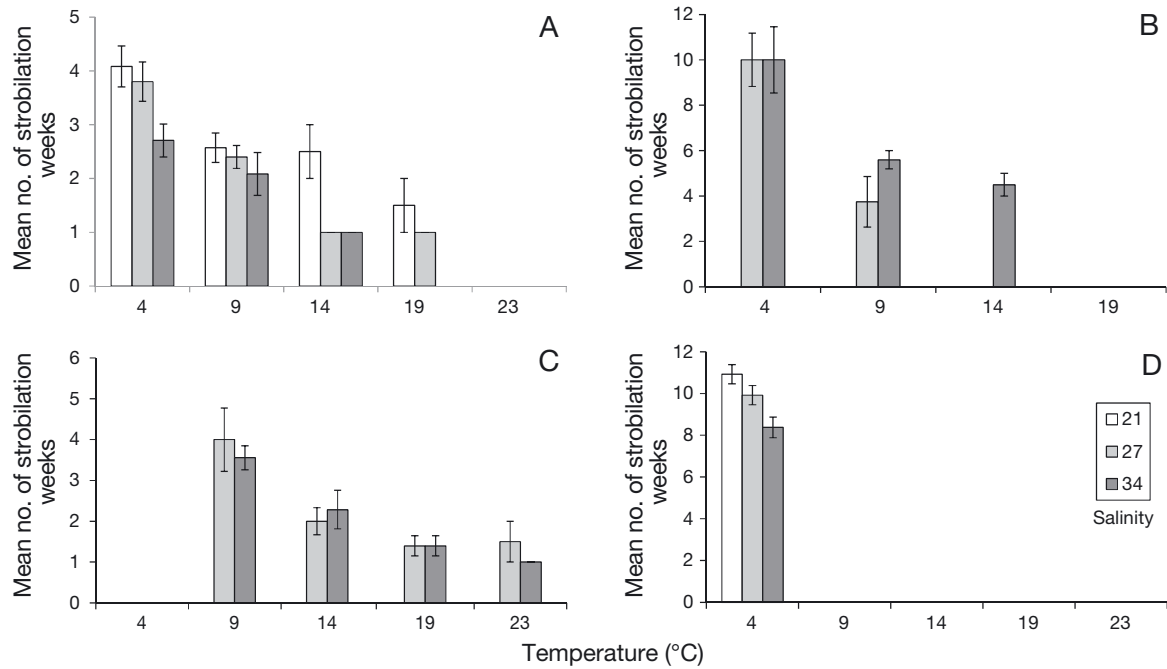 A
Mean no. of strobilation
weeks
5
4
3
2
1
0
4 9 14 19 23
B
Mean no. of strobilation
weeks
12
10
8
6
4
2
0
4 9 14 19
C
Mean no. of strobilation
weeks
6
5
4
3
2
1
0
4 9 14 19 23
D
Mean no. of strobilation
weeks
12
10
8
6
4
2
0
4 9 14 19 23
21
27
34
Salinity
Temperature (°C)